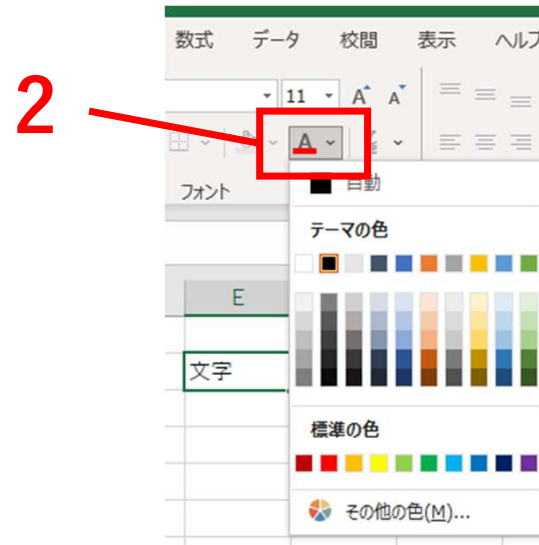 数式 データ 校閲 表示 ヘルプ
2
11 A A
A
フォント
自動
テーマの色
E
文字
標準の色
その他の色(M)...